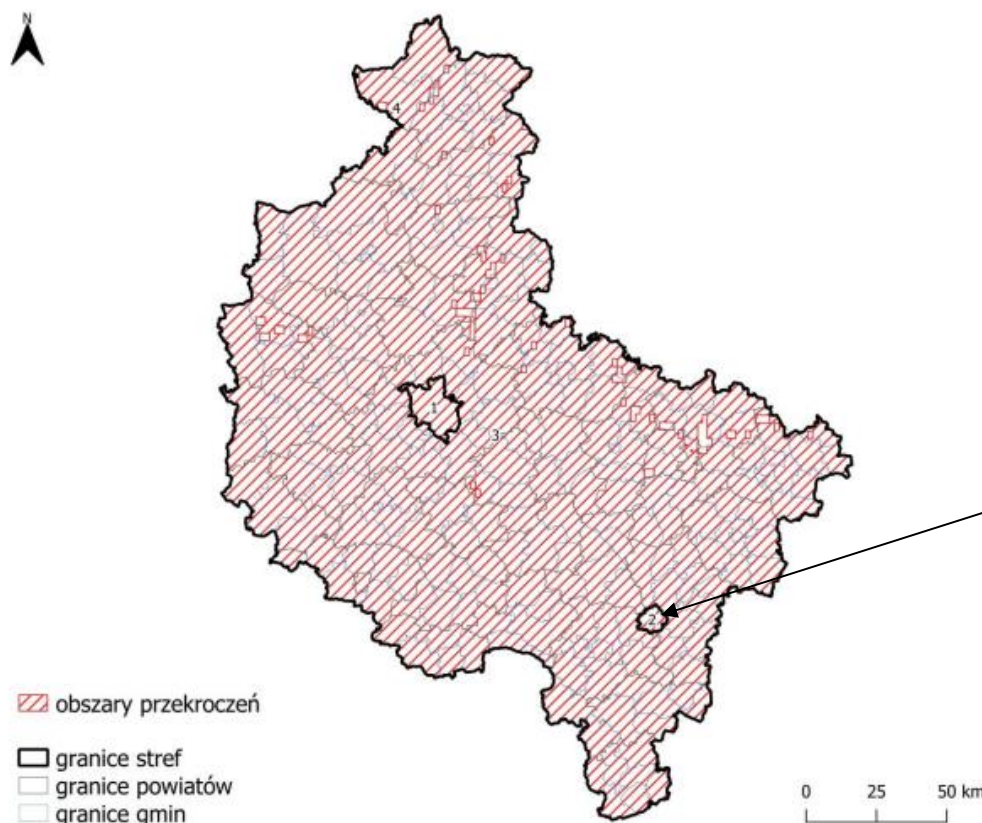 N
4
1
3
2
obszary przekroczeń
granice stref
granice powiatów
granice gmin
0 25 50 km